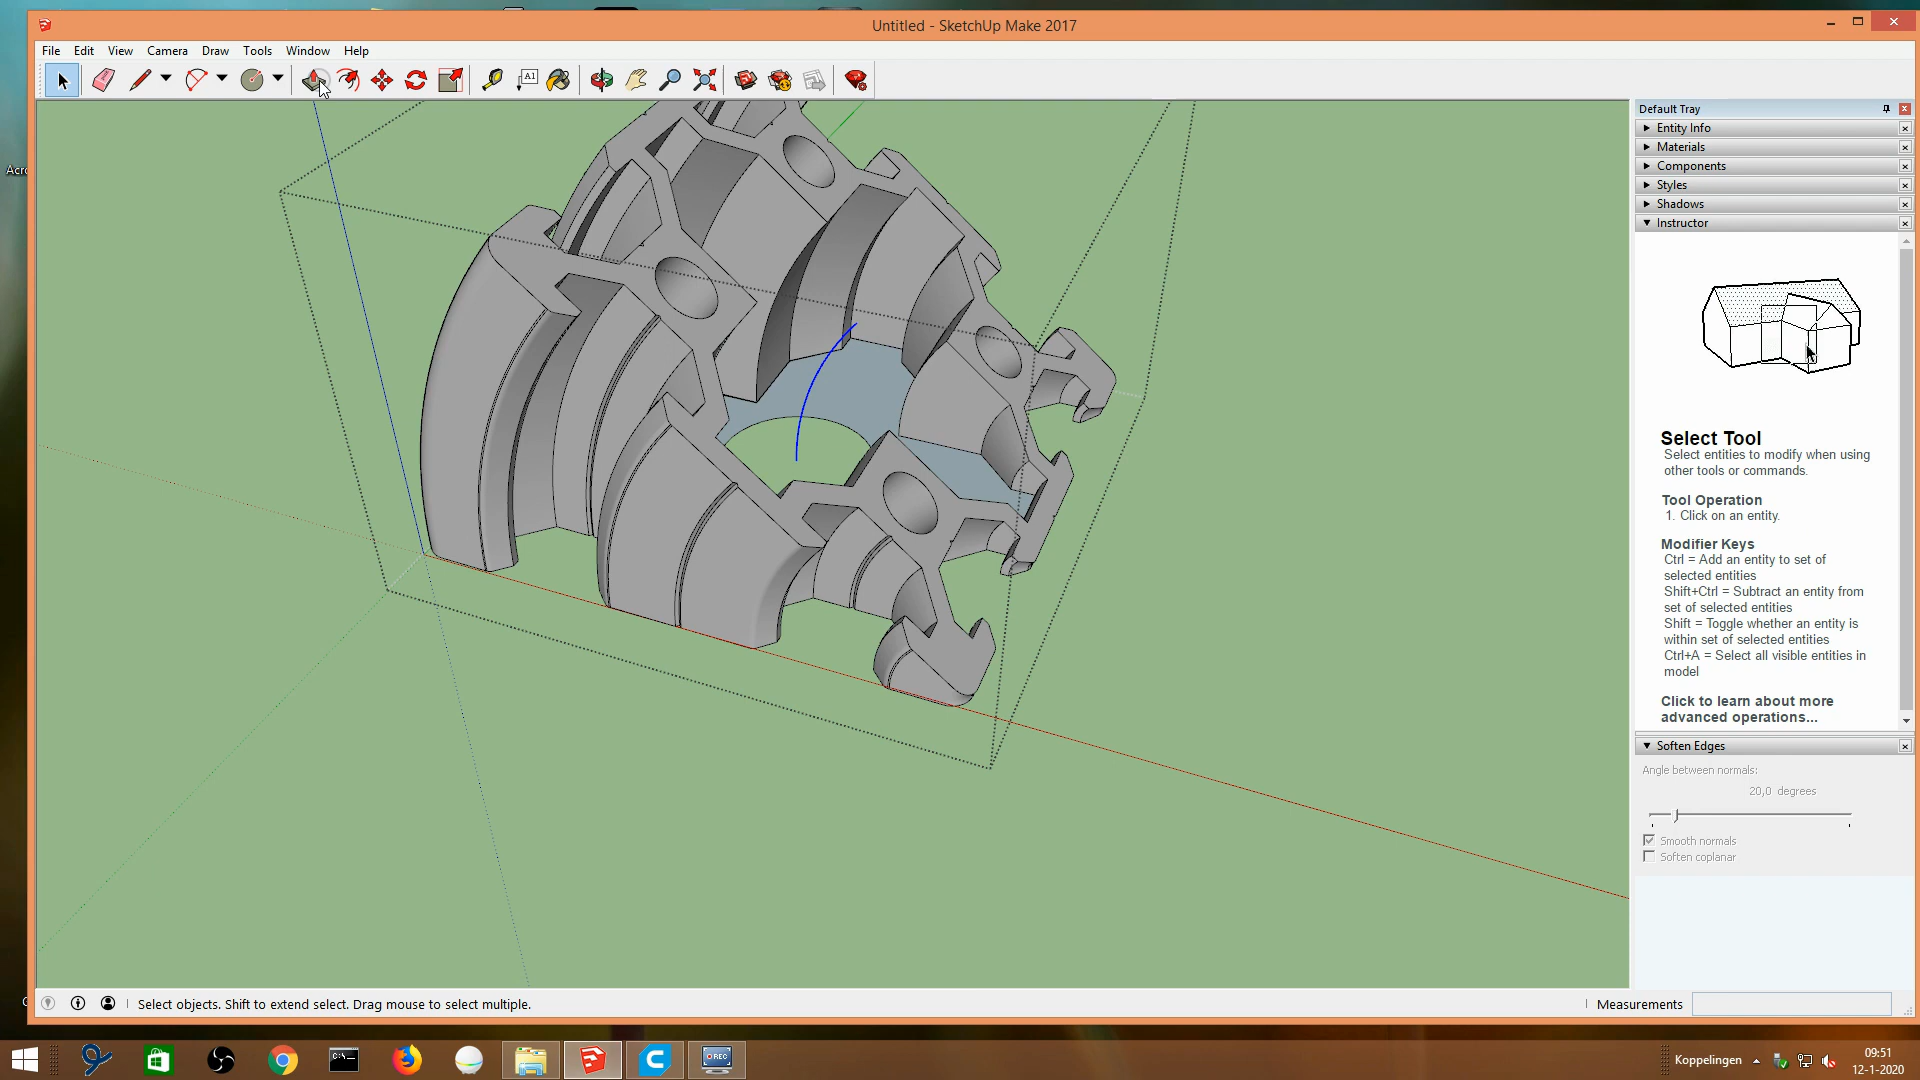 Untitled - SketchUp Make 2017
File Edit View Camera Draw Tools Window Help
A1
Acro
Default Tray
Entity Info
Materials
Components
Styles
Shadows
Instructor
Select Tool
Select entities to modify when using
other tools or commands.
Tool Operation
1. Click on an entity.
Modifier Keys
Ctrl = Add an entity to set of
selected entities
Shift+Ctrl = Subtract an entity from
set of selected entities
Shift = Toggle whether an entity is
within set of selected entities
Ctrl+A = Select all visible entities in
model
Click to learn about more
advanced operations...
Soften Edges
Angle between normals:
20,0 degrees
Smooth normals
Soften coplanar
Select objects. Shift to extend select. Drag mouse to select multiple.
Measurements
C:\_
REC
Koppelingen
09:51
12-1-2020